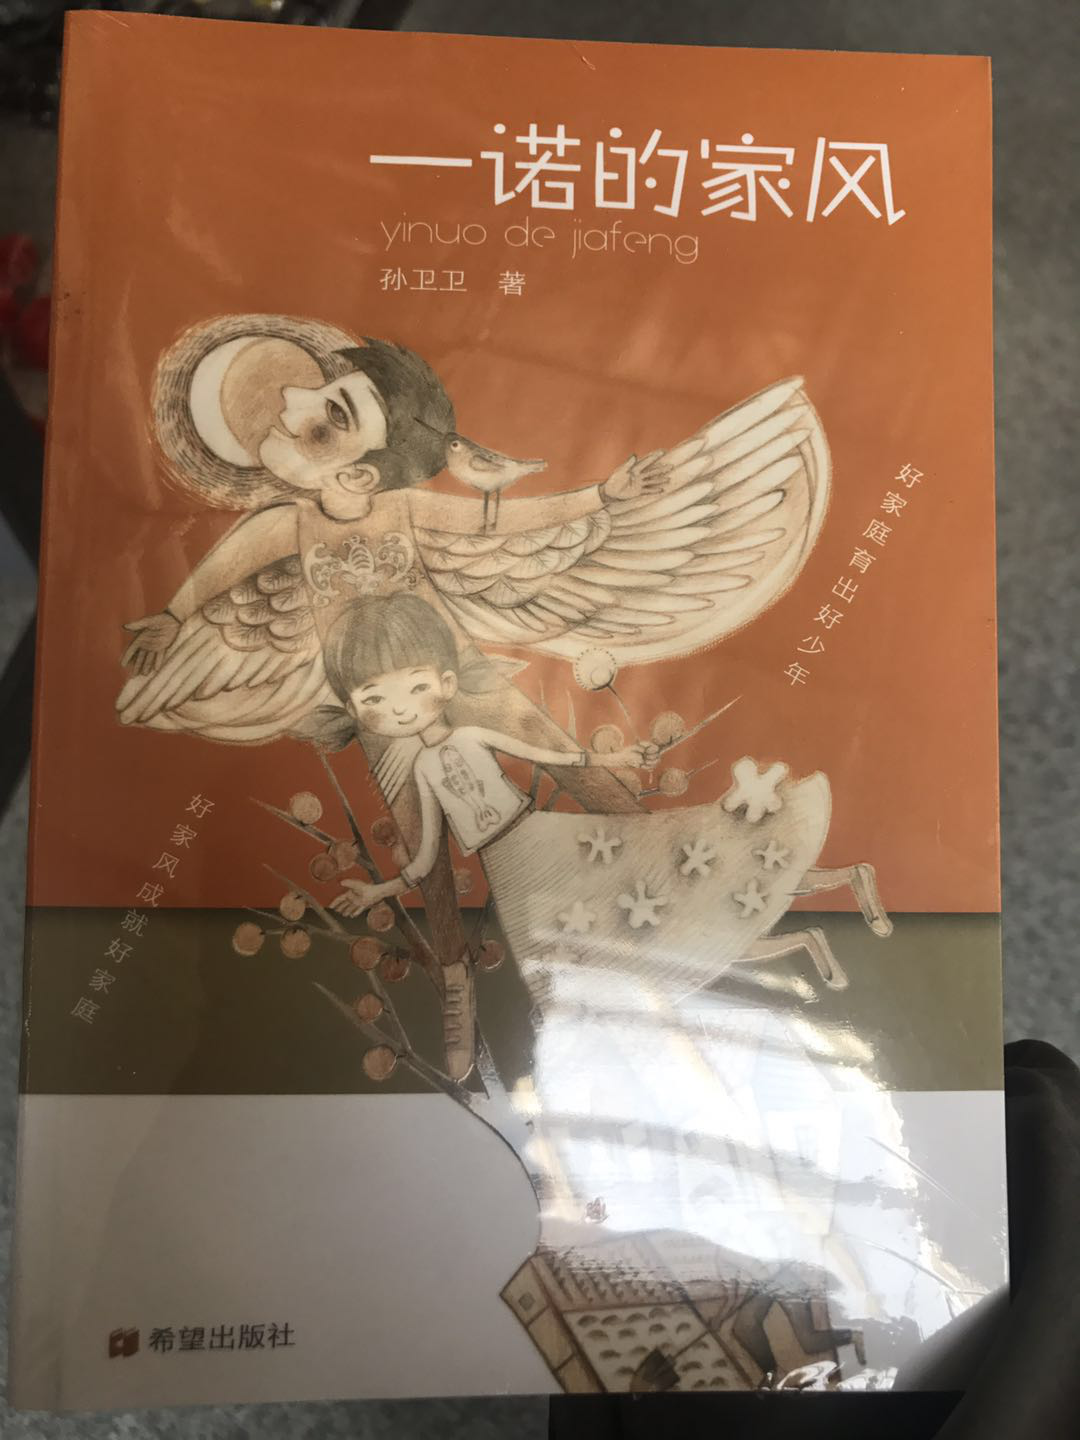 一诺的家风
yinuo de jiafeng
孙卫卫 著
好家庭育出好少年
好家风成就好家庭
希望出版社